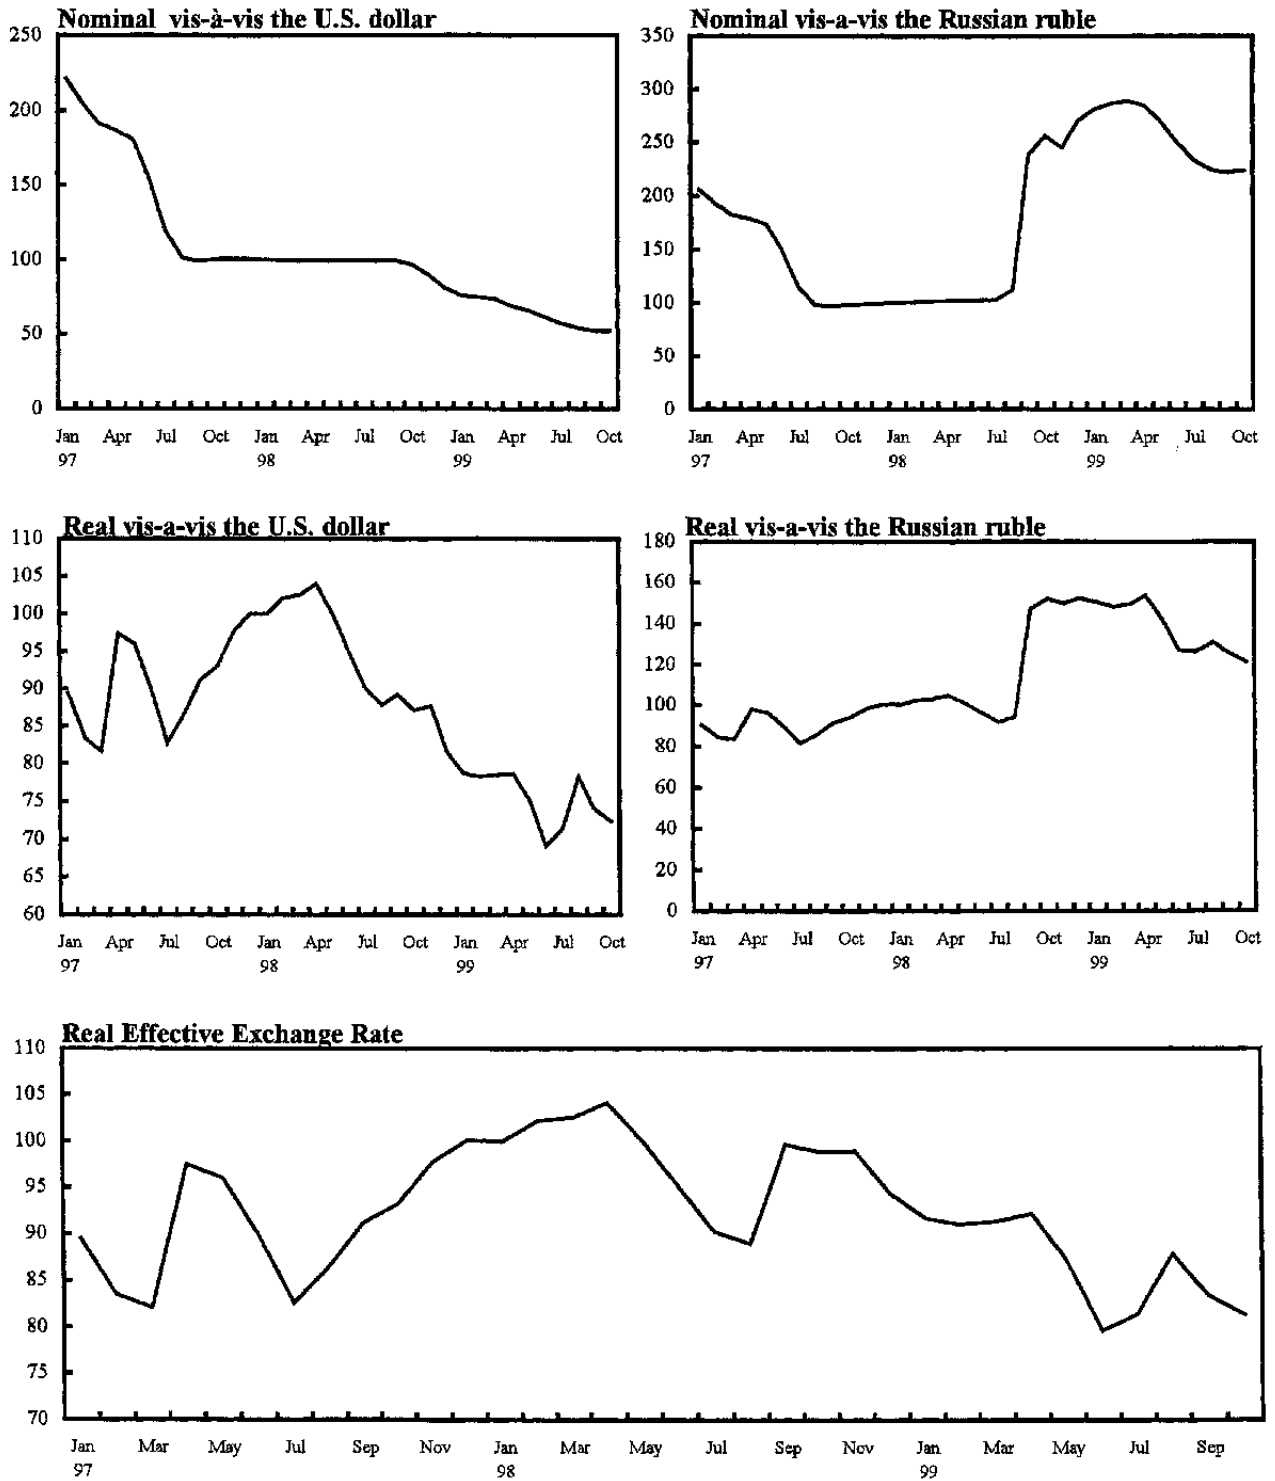 Nominal vis-à-vis the U.S. dollar
250
200
150
100
50
0
Jan Apr Jul Oct Jan Apr Jul Oct Jan Apr Jul Oct
97 98 99
Nominal vis-a-vis the Russian ruble
350
300
250
200
150
100
50
0
Jan Apr Jul Oct Jan Apr Jul Oct Jan Apr Jul Oct
97 98 99
Real vis-a-vis the U.S. dollar
110
105
100
95
90
85
80
75
70
65
60
Jan Apr Jul Oct Jan Apr Jul Oct Jan Apr Jul Oct
97 98 99
Real vis-a-vis the Russian ruble
180
160
140
120
100
80
60
40
20
0
Jan Apr Jul Oct Jan Apr Jul Oct Jan Apr Jul Oct
97 98 99
Real Effective Exchange Rate
110
105
100
95
90
85
80
75
70
Jan Mar May Jul Sep Nov Jan Mar May Jul Sep Nov Jan Mar May Jul Sep
97 98 99